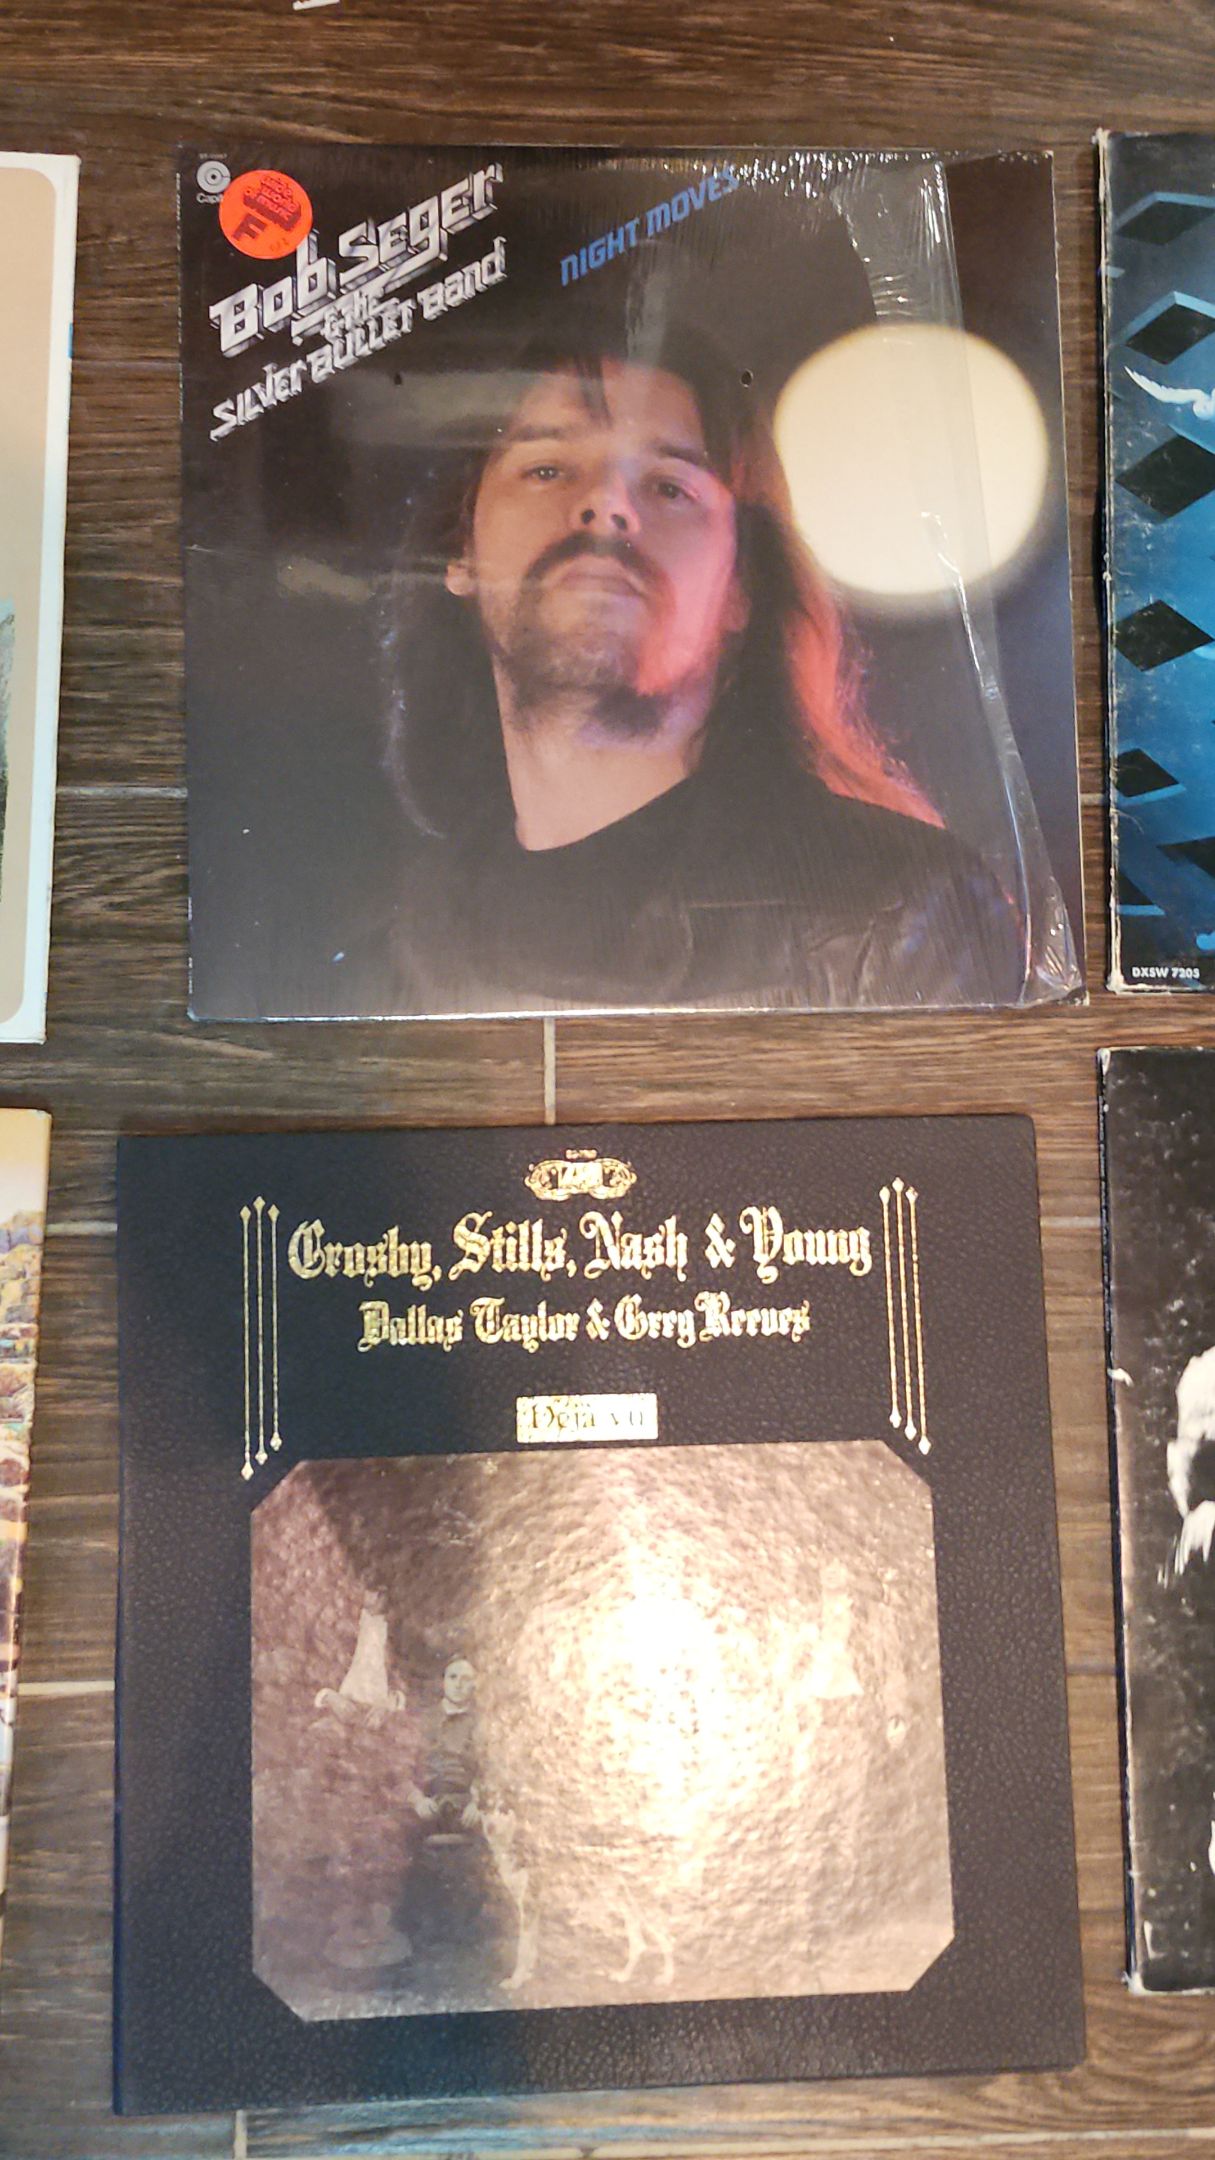 Bob Seger
& the
Silver Bullet Band
NIGHT MOVES
DXSW 7205
Crosby, Stills, Nash & Young
Dallas Taylor & Greg Reeves
Déjà vu